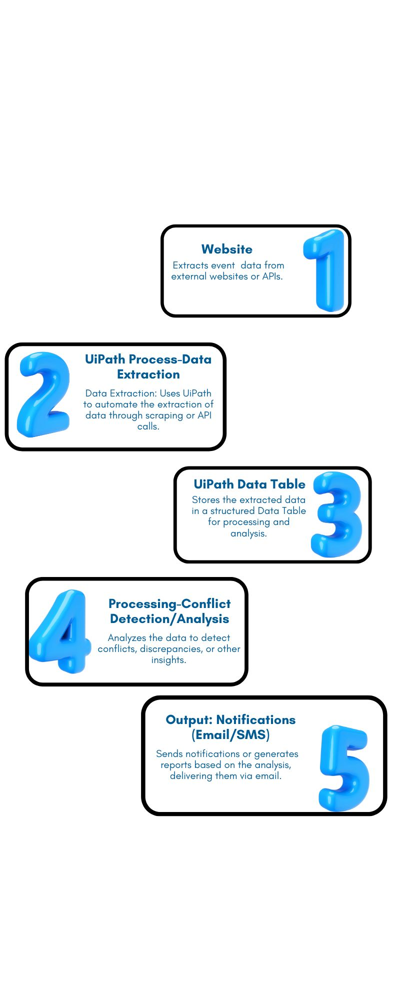 Website
Extracts event  data from
external websites or APIs.
1
2
UiPath Process-Data
Extraction
Data Extraction: Uses UiPath
to automate the extraction of
data through scraping or API
calls.
UiPath Data Table
Stores the extracted data
in a structured Data Table
for processing and
analysis.
3
4
Processing-Conflict
Detection/Analysis
Analyzes the data to detect
conflicts, discrepancies, or other
insights.
Output: Notifications
(Email/SMS)
Sends notifications or generates
reports based on the analysis,
delivering them via email.
5